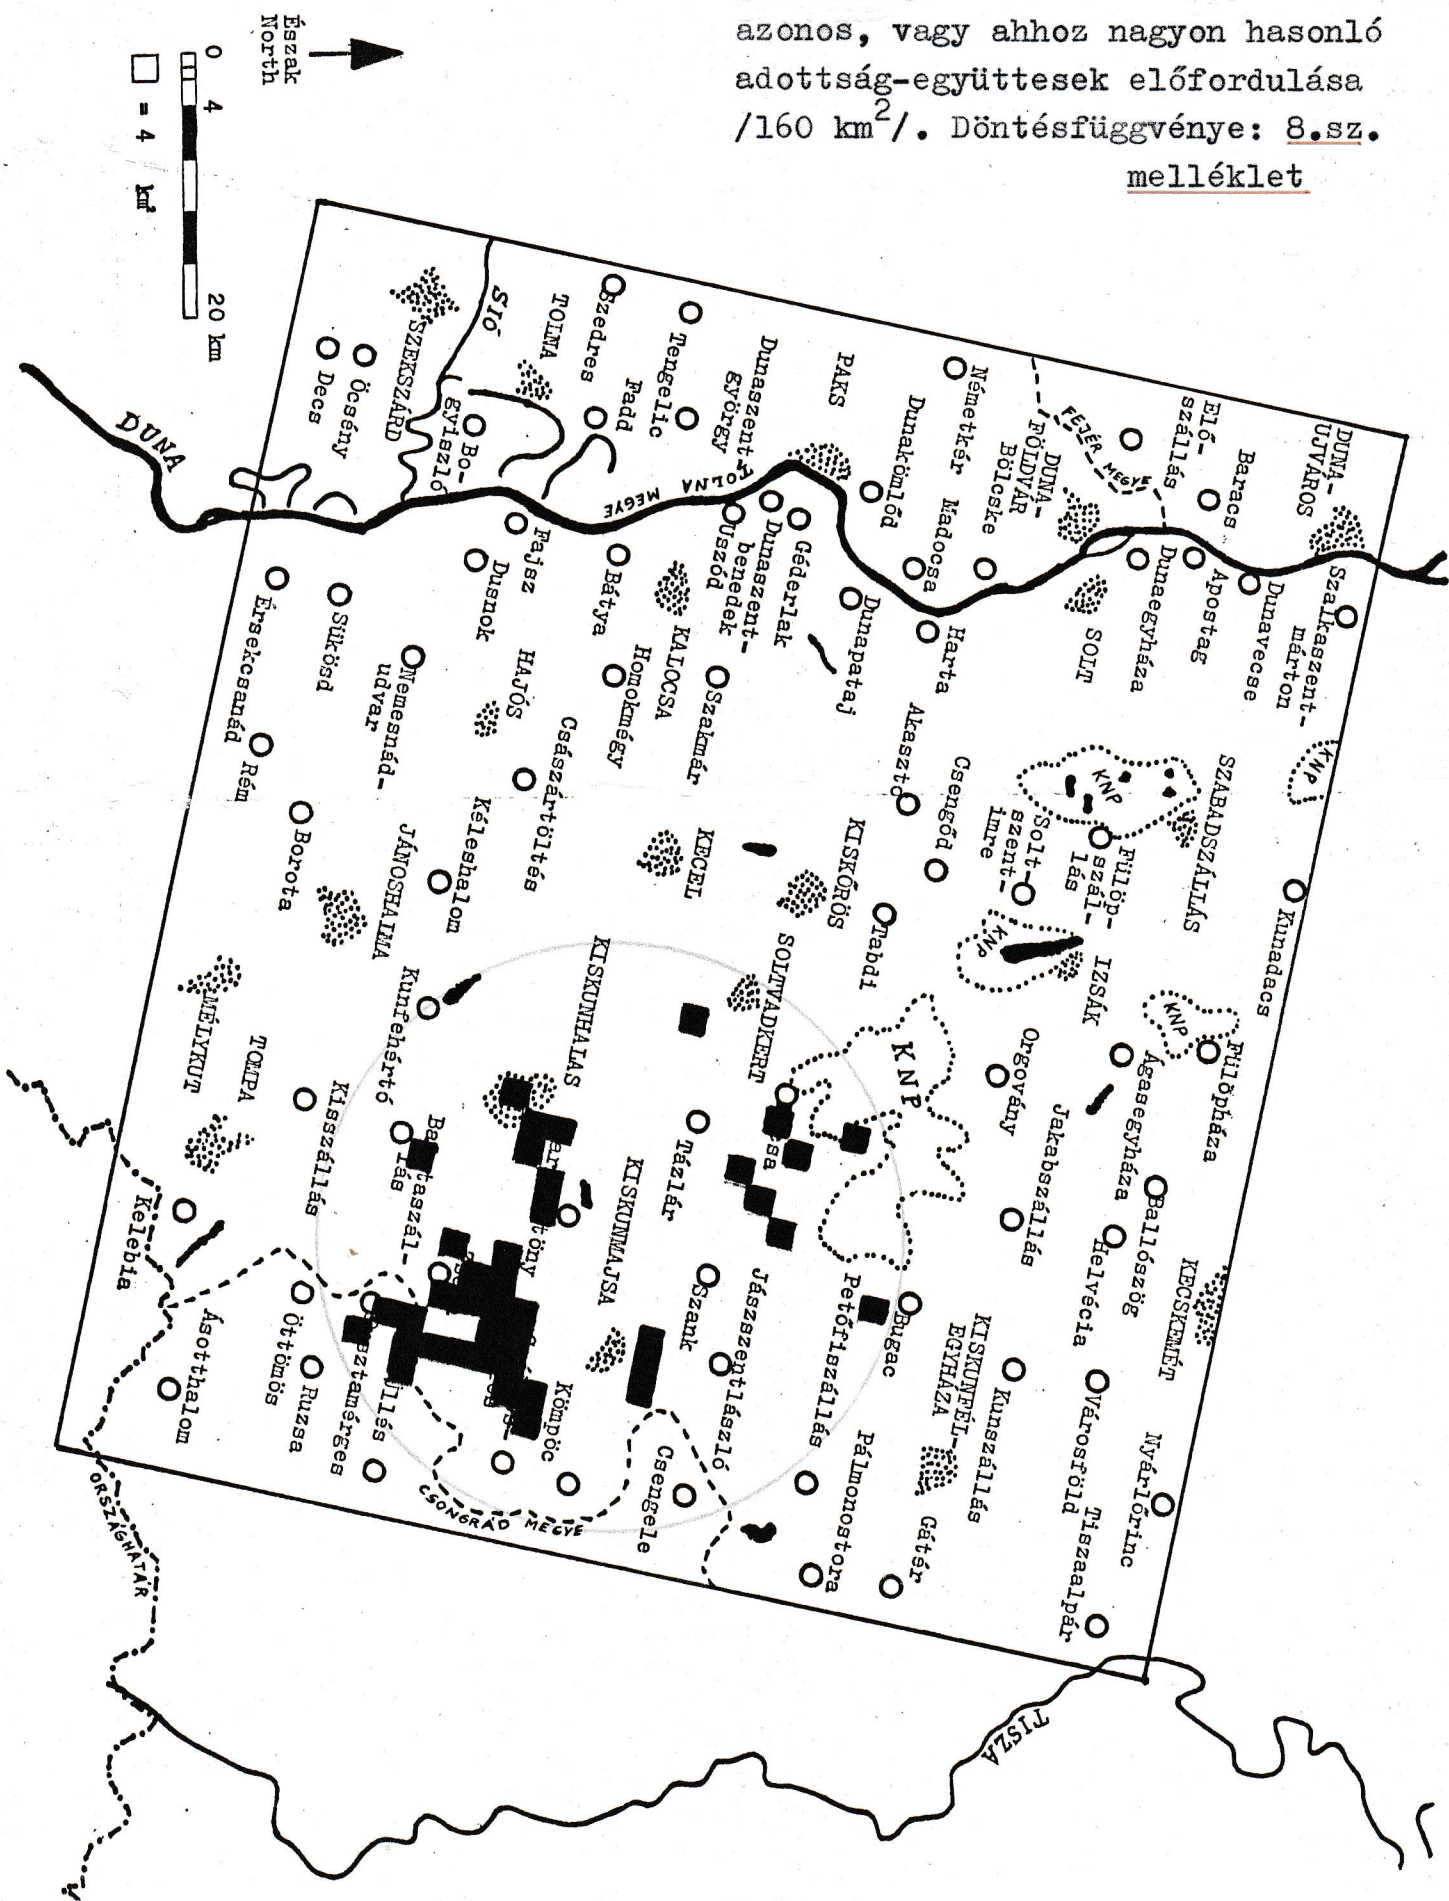 azonos, vagy ahhoz nagyon hasonló
adottság-együttesek előfordulása
/160 km²/. Döntésfüggvénye: 8.sz.
melléklet
Észak
North
0 4 20 km
= 4 km²
DUNA
SIÓ
SZEKSZÁRD
Decs
Őcsény
TOLNA
Szedres
Bo-
gyiszló
Fadd
Tengelic
Dunaszent-
györgy
PAKS
TOLNA MEGYE
Németkér
Dunakömlőd
Madocsa
Bölcske
DUNA-
FÖLDVÁR
FEJÉR MEGYE
Elő-
szállás
Baracs
DUNA-
ÚJVÁROS
Szalkaszent-
márton
Dunavecse
Apostag
Dunaegyháza
SOLT
Harta
Dunapataj
Géderlak
Dunaszent-
benedek
Uszód
KALOCSA
Szakmár
Homokmégy
Bátya
Fajsz
Dusnok
HAJÓS
Nemesnád-
udvar
Sükösd
Érsekcsanád
Rém
Borota
JÁNOSHALMA
Kéleshalom
Császártöltés
KECEL
KISKŐRÖS
Akasztó
Csengőd
Tabdi
Solt-
szent-
imre
Fülöp-
szál-
lás
SZABADSZÁLLÁS
KNP
KNP
KNP
KNP
KNP
Kunadacs
IZSÁK
Fülöpháza
Ágasegyháza
Orgovány
Jakabszállás
Ballószög
Helvécia
KECSKEMÉT
SOLTVADKERT
KISKUNHALAS
Kunfehértó
MÉLYKUT
TOMPA
Kisszállás
Kelebia
Tázlár
KISKUNMAJSA
Szank
Jászszentlászló
Petőfiszállás
Bugac
KISKUNFÉL-
EGYHÁZA
Kunszállás
Városföld
Nyárlőrinc
Tiszaalpár
Gátér
Pálmonostora
Csengele
Kömpöc
CSONGRÁD MEGYE
Ruzsa
Öttömös
Ásotthalom
ORSZÁGHATÁR
TISZA